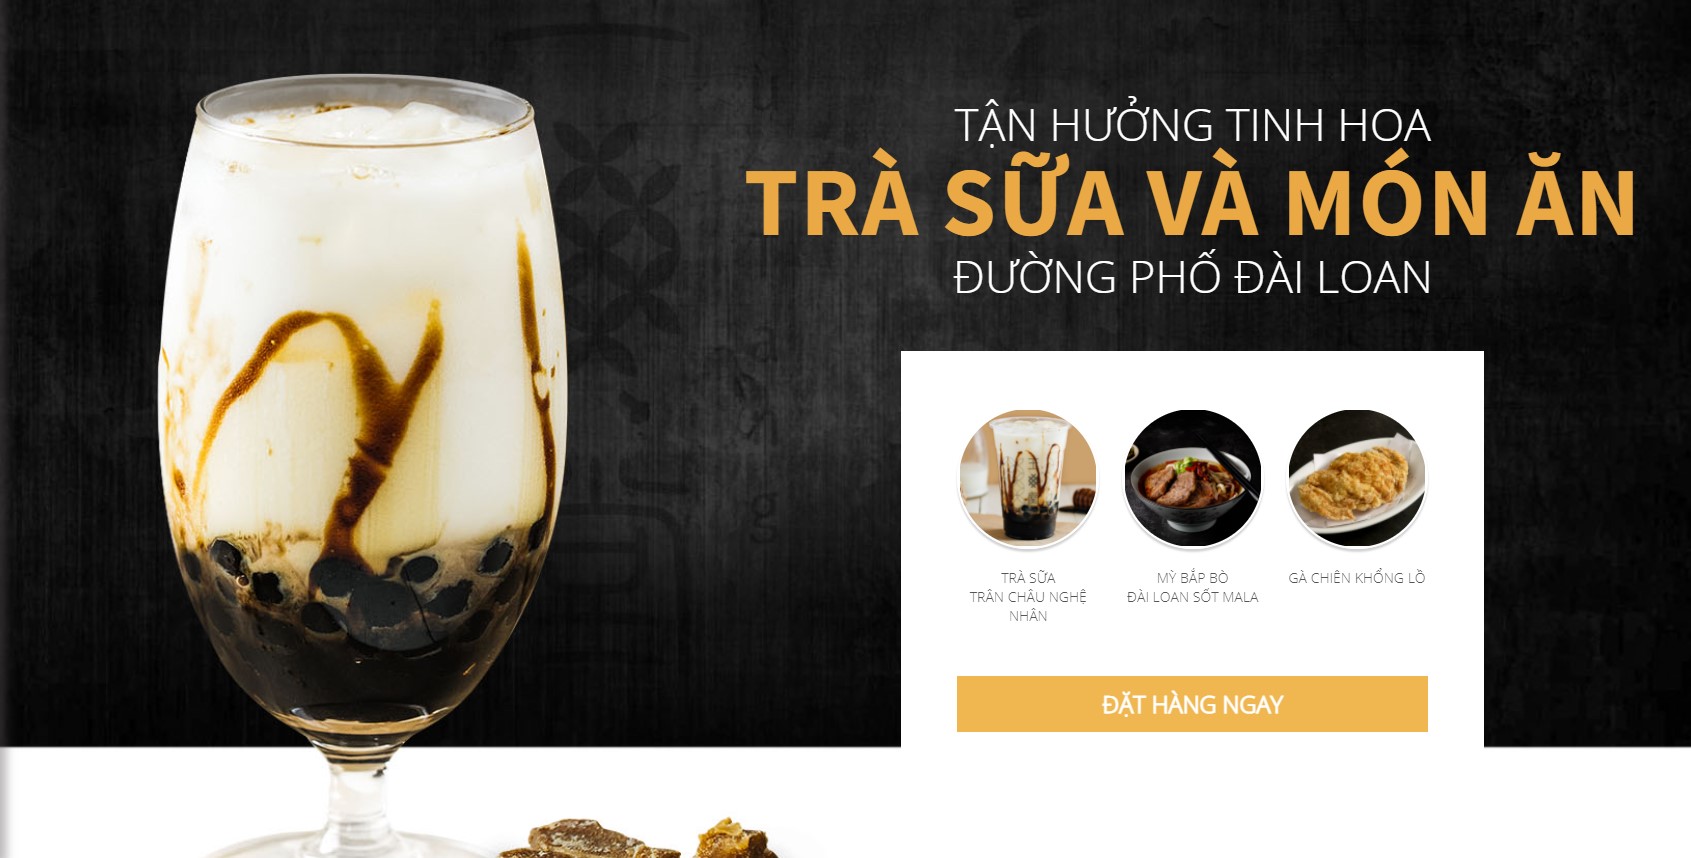 TẬN HƯỞNG TINH HOA
TRÀ SỮA VÀ MÓN ĂN
ĐƯỜNG PHỐ ĐÀI LOAN
TRÀ SỮA
TRÂN CHÂU NGHỆ
NHÂN
MỲ BẮP BÒ
ĐÀI LOAN SỐT MALA
GÀ CHIÊN KHỔNG LỒ
ĐẶT HÀNG NGAY